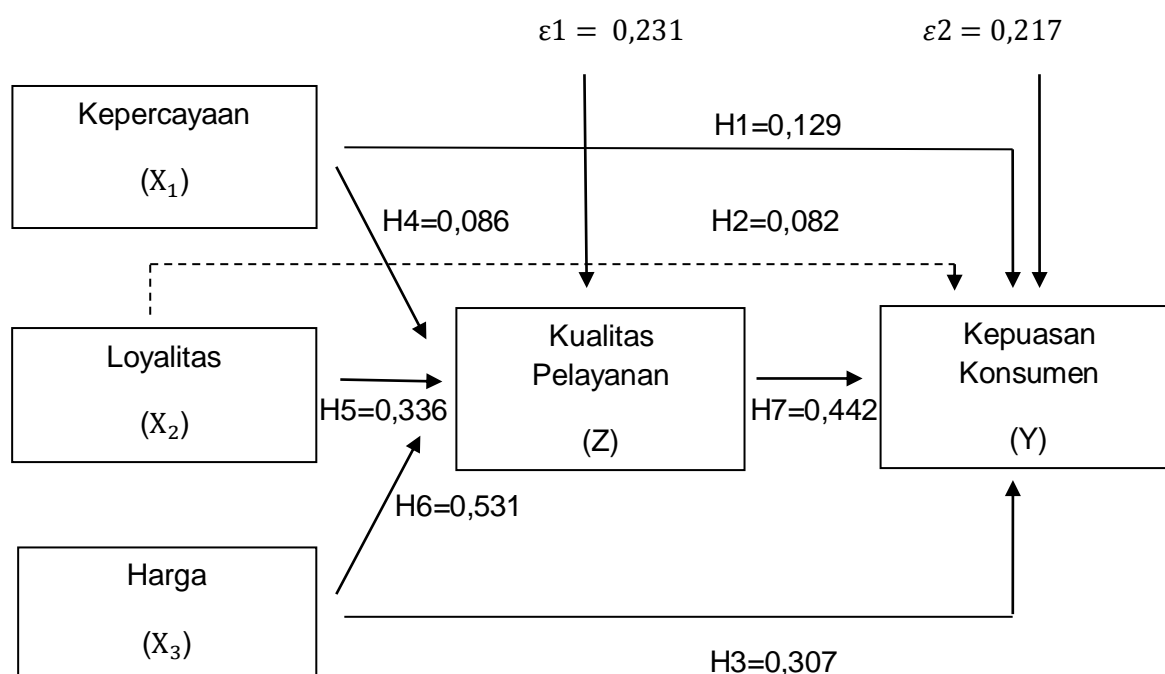 ε1 = 0,231
ε2 = 0,217
Kepercayaan
(X₁)
H1=0,129
H4=0,086
H2=0,082
Loyalitas
(X₂)
H5=0,336
Kualitas
Pelayanan
(Z)
H7=0,442
Kepuasan
Konsumen
(Y)
H6=0,531
Harga
(X₃)
H3=0,307